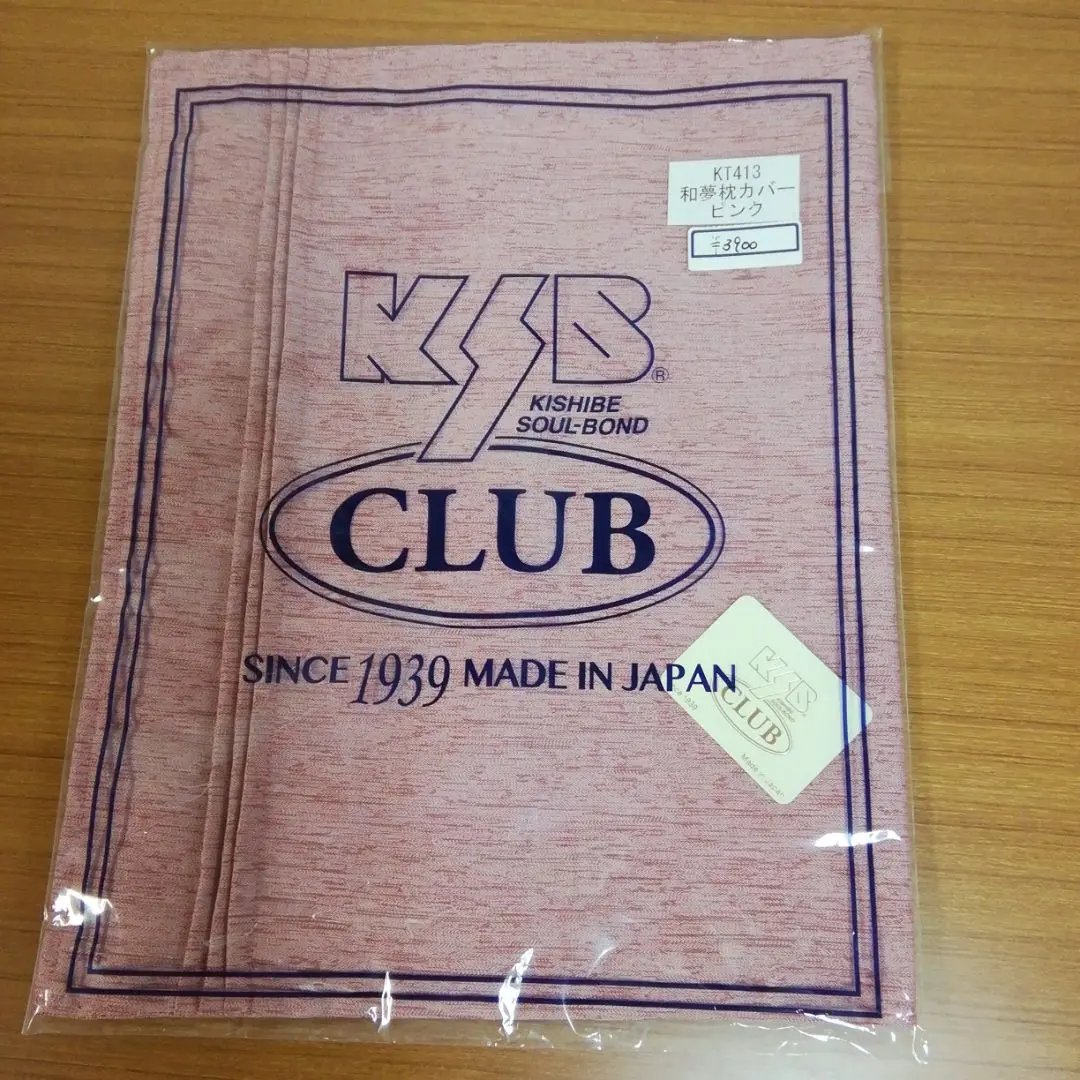 KT413
和夢枕カバー
ピンク
¥3900
KSB®
KISHIBE
SOUL-BOND
CLUB
SINCE 1939 MADE IN JAPAN
KSB
CLUB
Made in Japan